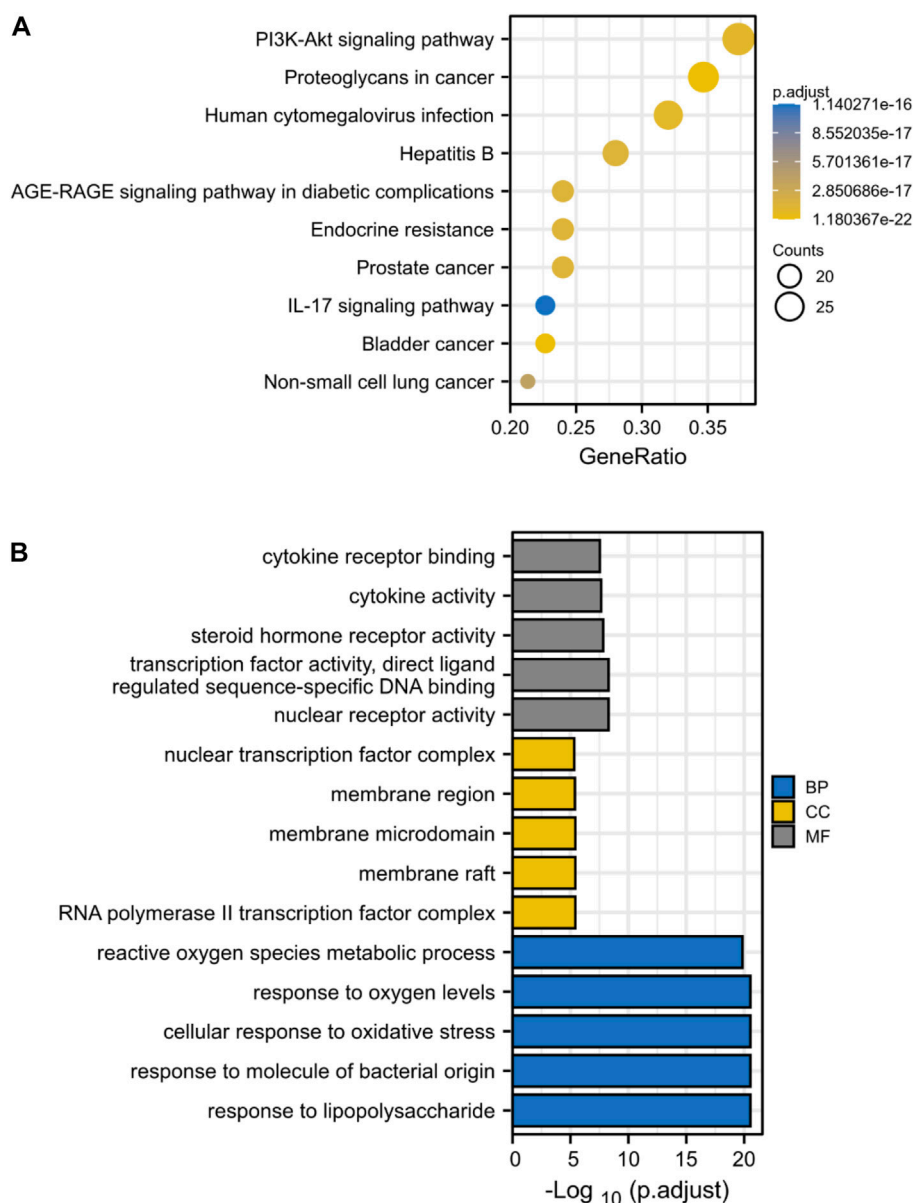 A
PI3K-Akt signaling pathway
Proteoglycans in cancer
Human cytomegalovirus infection
Hepatitis B
AGE-RAGE signaling pathway in diabetic complications
Endocrine resistance
Prostate cancer
IL-17 signaling pathway
Bladder cancer
Non-small cell lung cancer
0.20 0.25 0.30 0.35
GeneRatio
p.adjust
1.140271e-16
8.552035e-17
5.701361e-17
2.850686e-17
1.180367e-22
Counts
20
25
B
cytokine receptor binding
cytokine activity
steroid hormone receptor activity
transcription factor activity, direct ligand
regulated sequence-specific DNA binding
nuclear receptor activity
nuclear transcription factor complex
membrane region
membrane microdomain
membrane raft
RNA polymerase II transcription factor complex
reactive oxygen species metabolic process
response to oxygen levels
cellular response to oxidative stress
response to molecule of bacterial origin
response to lipopolysaccharide
0 5 10 15 20
-Log 10 (p.adjust)
BP
CC
MF